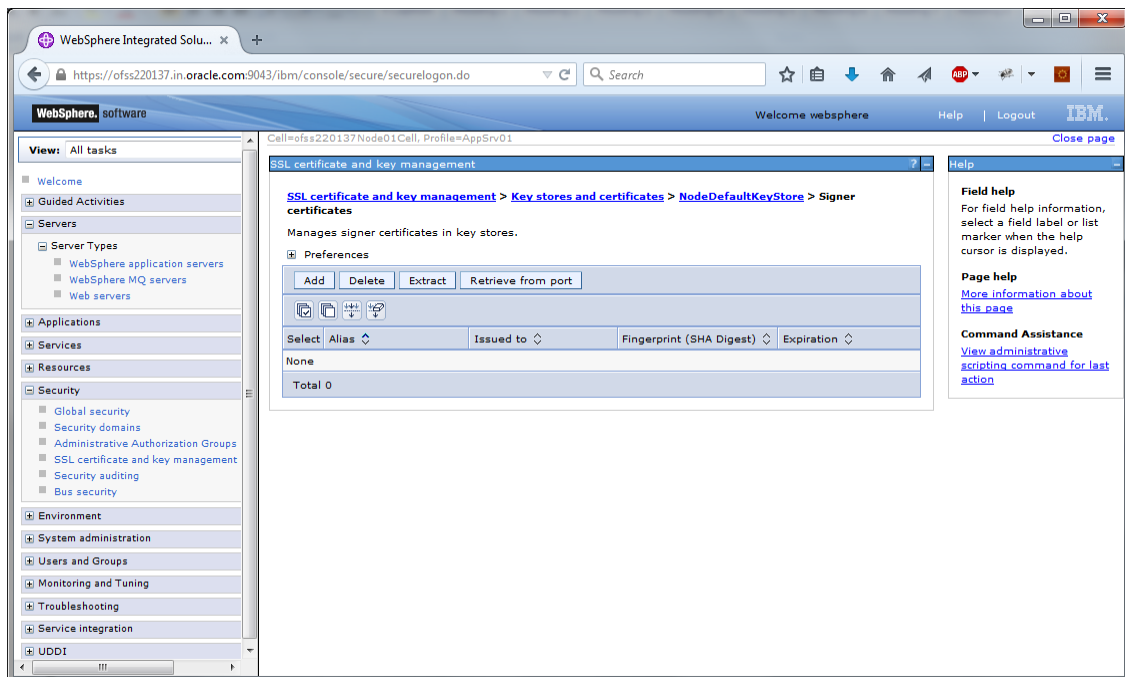 WebSphere Integrated Solu...
https://ofss220137.in.oracle.com:9043/ibm/console/secure/securelogon.do
Search
ABP
WebSphere. software
Welcome websphere
Help | Logout
IBM.
View: All tasks
Welcome
Guided Activities
Servers
Server Types
WebSphere application servers
WebSphere MQ servers
Web servers
Applications
Services
Resources
Security
Global security
Security domains
Administrative Authorization Groups
SSL certificate and key management
Security auditing
Bus security
Environment
System administration
Users and Groups
Monitoring and Tuning
Troubleshooting
Service integration
UDDI
Cell=ofss220137Node01Cell, Profile=AppSrv01
Close page
SSL certificate and key management
?
SSL certificate and key management > Key stores and certificates > NodeDefaultKeyStore > Signer
certificates
Manages signer certificates in key stores.
Preferences
Add Delete Extract Retrieve from port
Select Alias Issued to Fingerprint (SHA Digest) Expiration
None
Total 0
Help
Field help
For field help information,
select a field label or list
marker when the help
cursor is displayed.
Page help
More information about
this page
Command Assistance
View administrative
scripting command for last
action